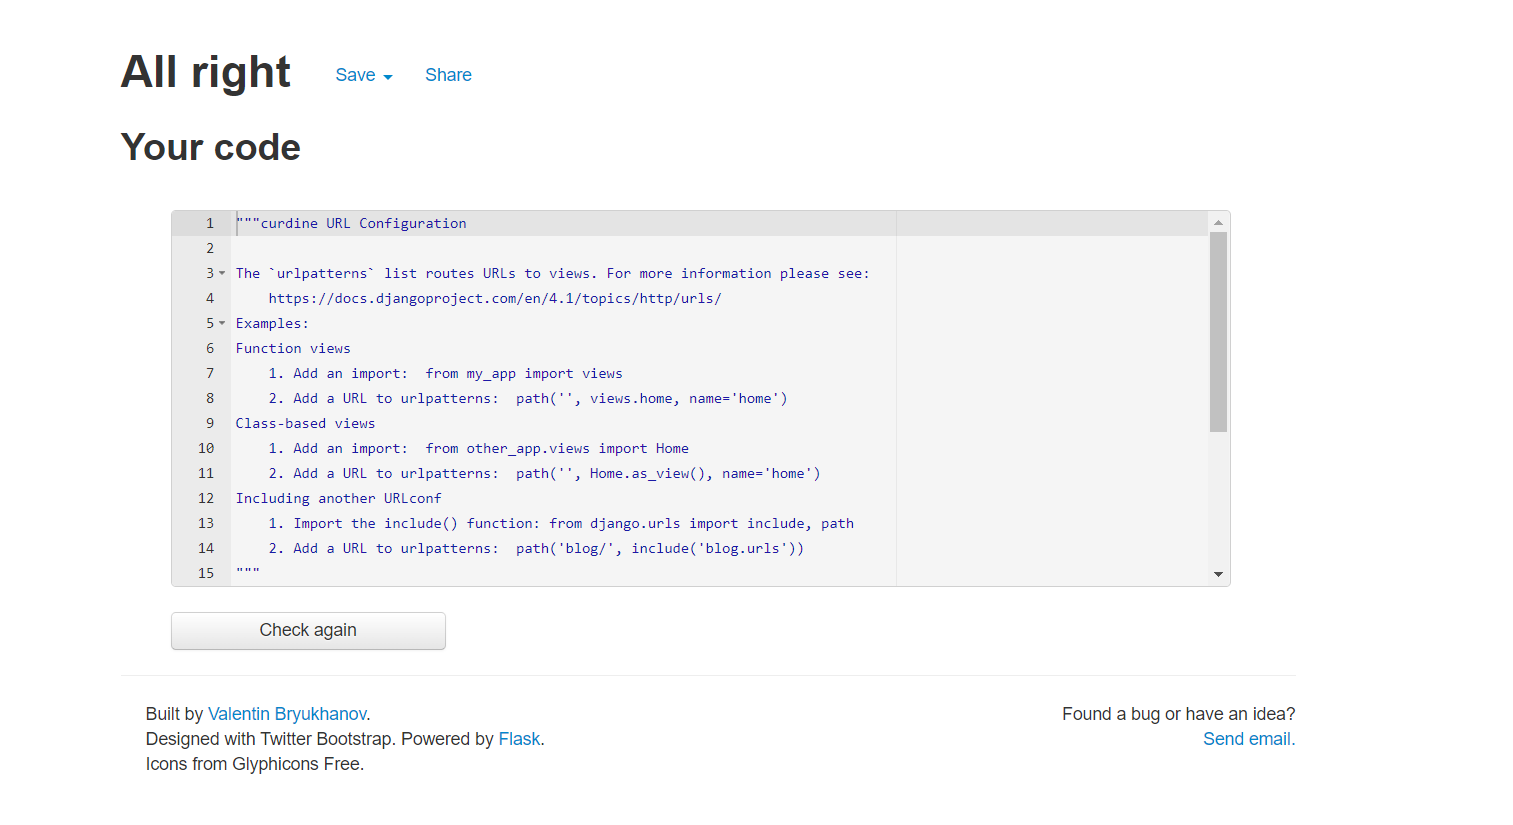 All right Save Share
Your code
1 """curdine URL Configuration
2
3 The `urlpatterns` list routes URLs to views. For more information please see:
4     https://docs.djangoproject.com/en/4.1/topics/http/urls/
5 Examples:
6 Function views
7     1. Add an import:  from my_app import views
8     2. Add a URL to urlpatterns:  path('', views.home, name='home')
9 Class-based views
10     1. Add an import:  from other_app.views import Home
11     2. Add a URL to urlpatterns:  path('', Home.as_view(), name='home')
12 Including another URLconf
13     1. Import the include() function: from django.urls import include, path
14     2. Add a URL to urlpatterns:  path('blog/', include('blog.urls'))
15 """
Check again
Built by Valentin Bryukhanov.
Designed with Twitter Bootstrap. Powered by Flask.
Icons from Glyphicons Free.
Found a bug or have an idea?
Send email.